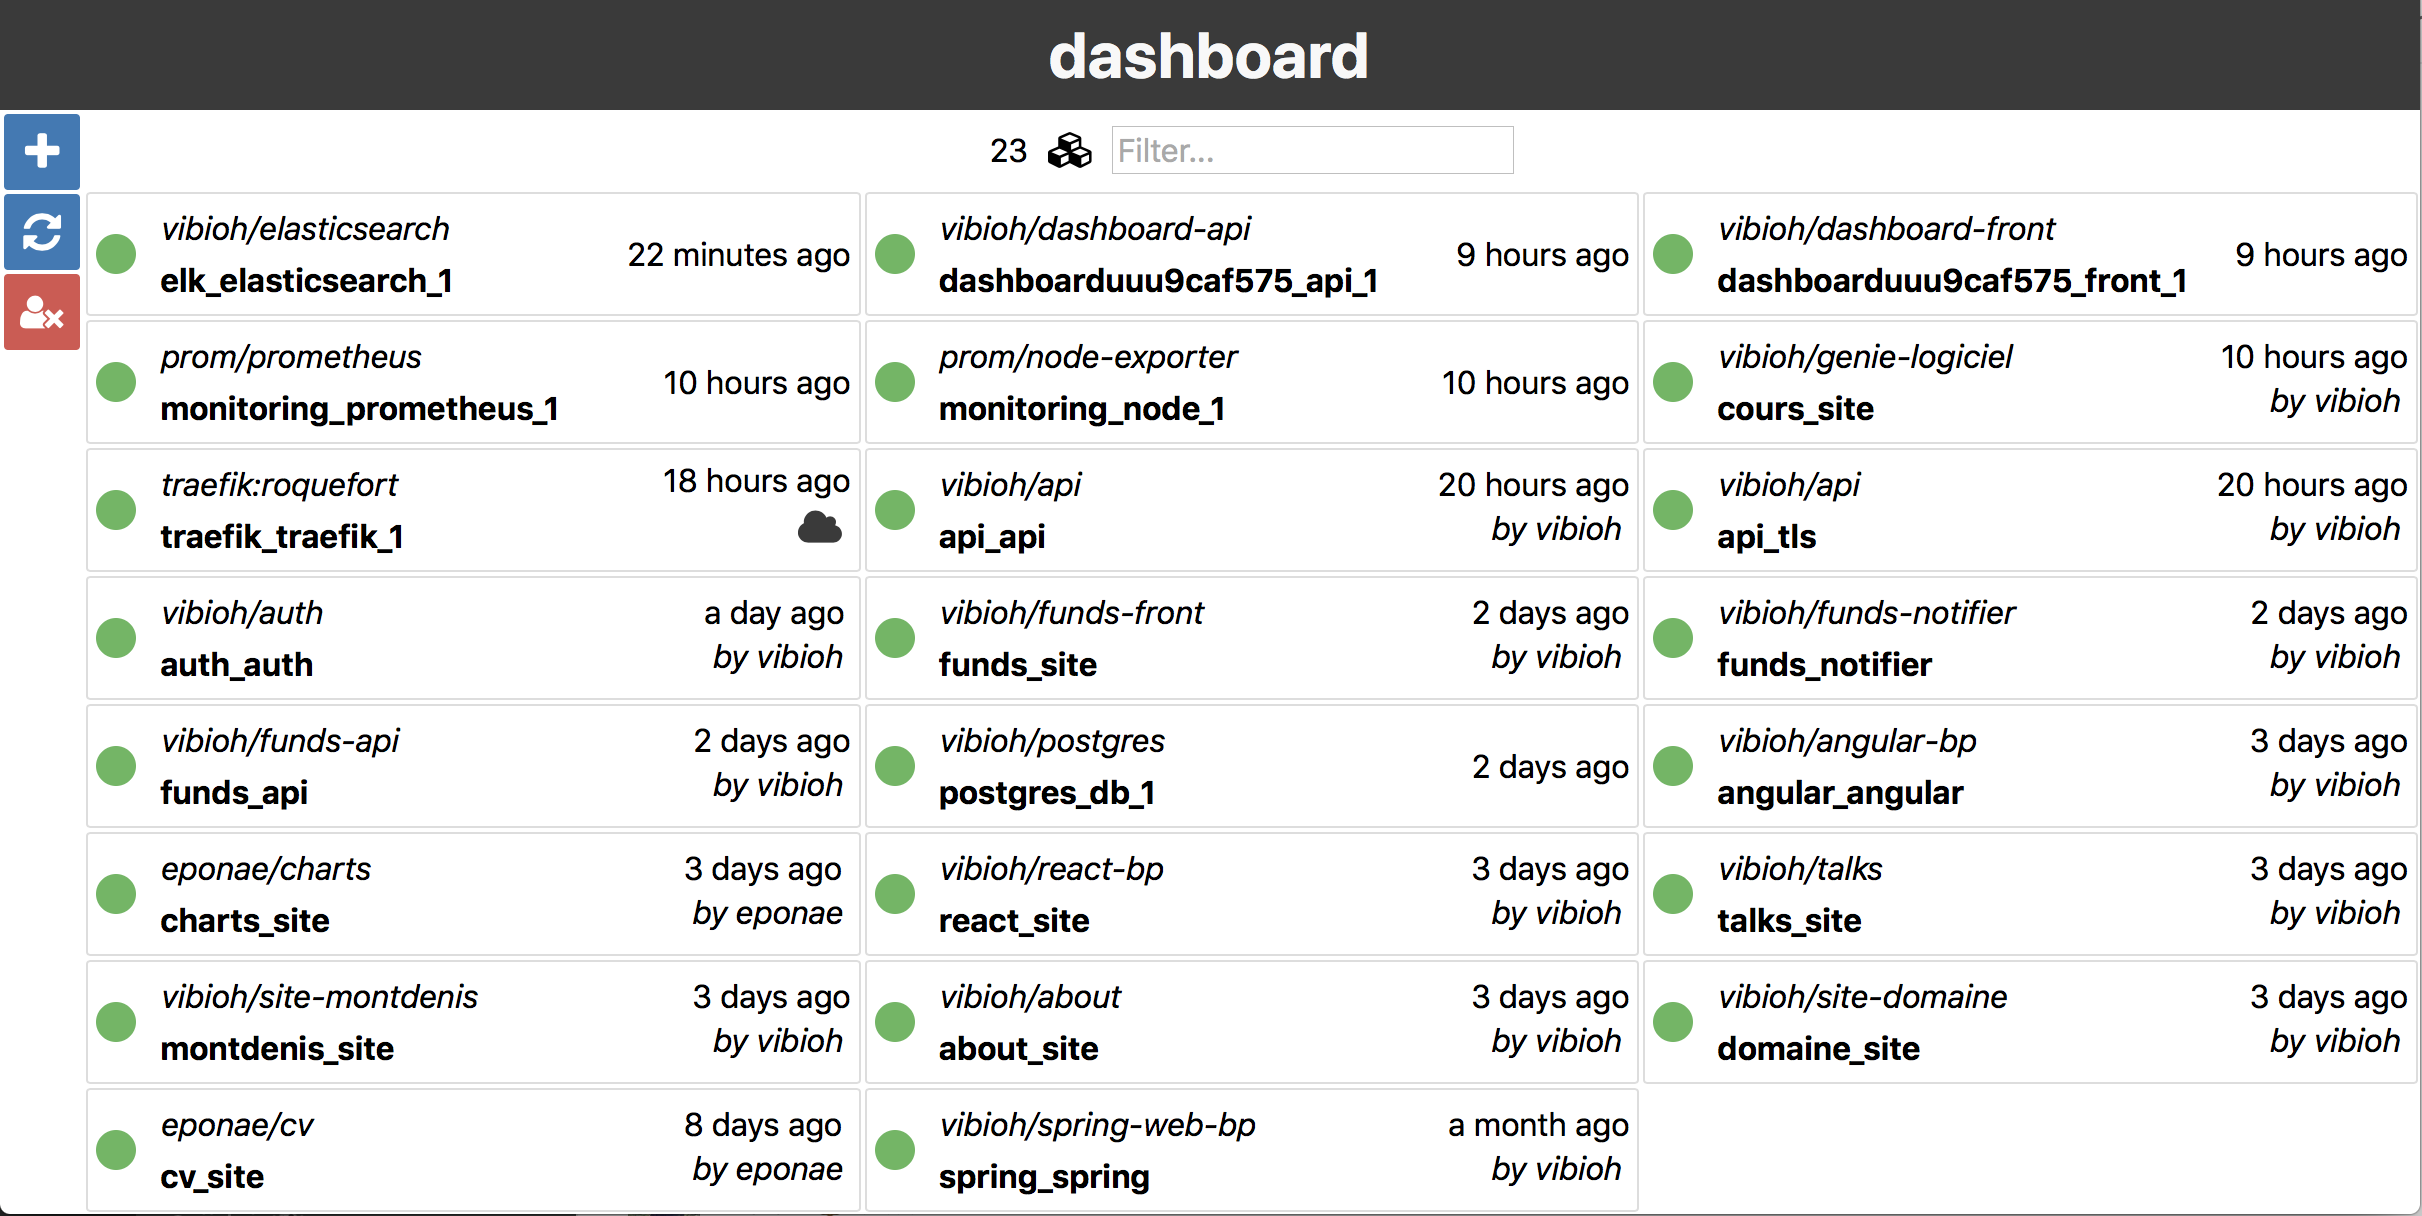 dashboard
23 Filter...
vibioh/elasticsearch
elk_elasticsearch_1
22 minutes ago
vibioh/dashboard-api
dashboarduuu9caf575_api_1
9 hours ago
vibioh/dashboard-front
dashboarduuu9caf575_front_1
9 hours ago
prom/prometheus
monitoring_prometheus_1
10 hours ago
prom/node-exporter
monitoring_node_1
10 hours ago
vibioh/genie-logiciel
cours_site
10 hours ago
by vibioh
traefik:roquefort
traefik_traefik_1
18 hours ago
vibioh/api
api_api
20 hours ago
by vibioh
vibioh/api
api_tls
20 hours ago
by vibioh
vibioh/auth
auth_auth
a day ago
by vibioh
vibioh/funds-front
funds_site
2 days ago
by vibioh
vibioh/funds-notifier
funds_notifier
2 days ago
by vibioh
vibioh/funds-api
funds_api
2 days ago
by vibioh
vibioh/postgres
postgres_db_1
2 days ago
vibioh/angular-bp
angular_angular
3 days ago
by vibioh
eponae/charts
charts_site
3 days ago
by eponae
vibioh/react-bp
react_site
3 days ago
by vibioh
vibioh/talks
talks_site
3 days ago
by vibioh
vibioh/site-montdenis
montdenis_site
3 days ago
by vibioh
vibioh/about
about_site
3 days ago
by vibioh
vibioh/site-domaine
domaine_site
3 days ago
by vibioh
eponae/cv
cv_site
8 days ago
by eponae
vibioh/spring-web-bp
spring_spring
a month ago
by vibioh